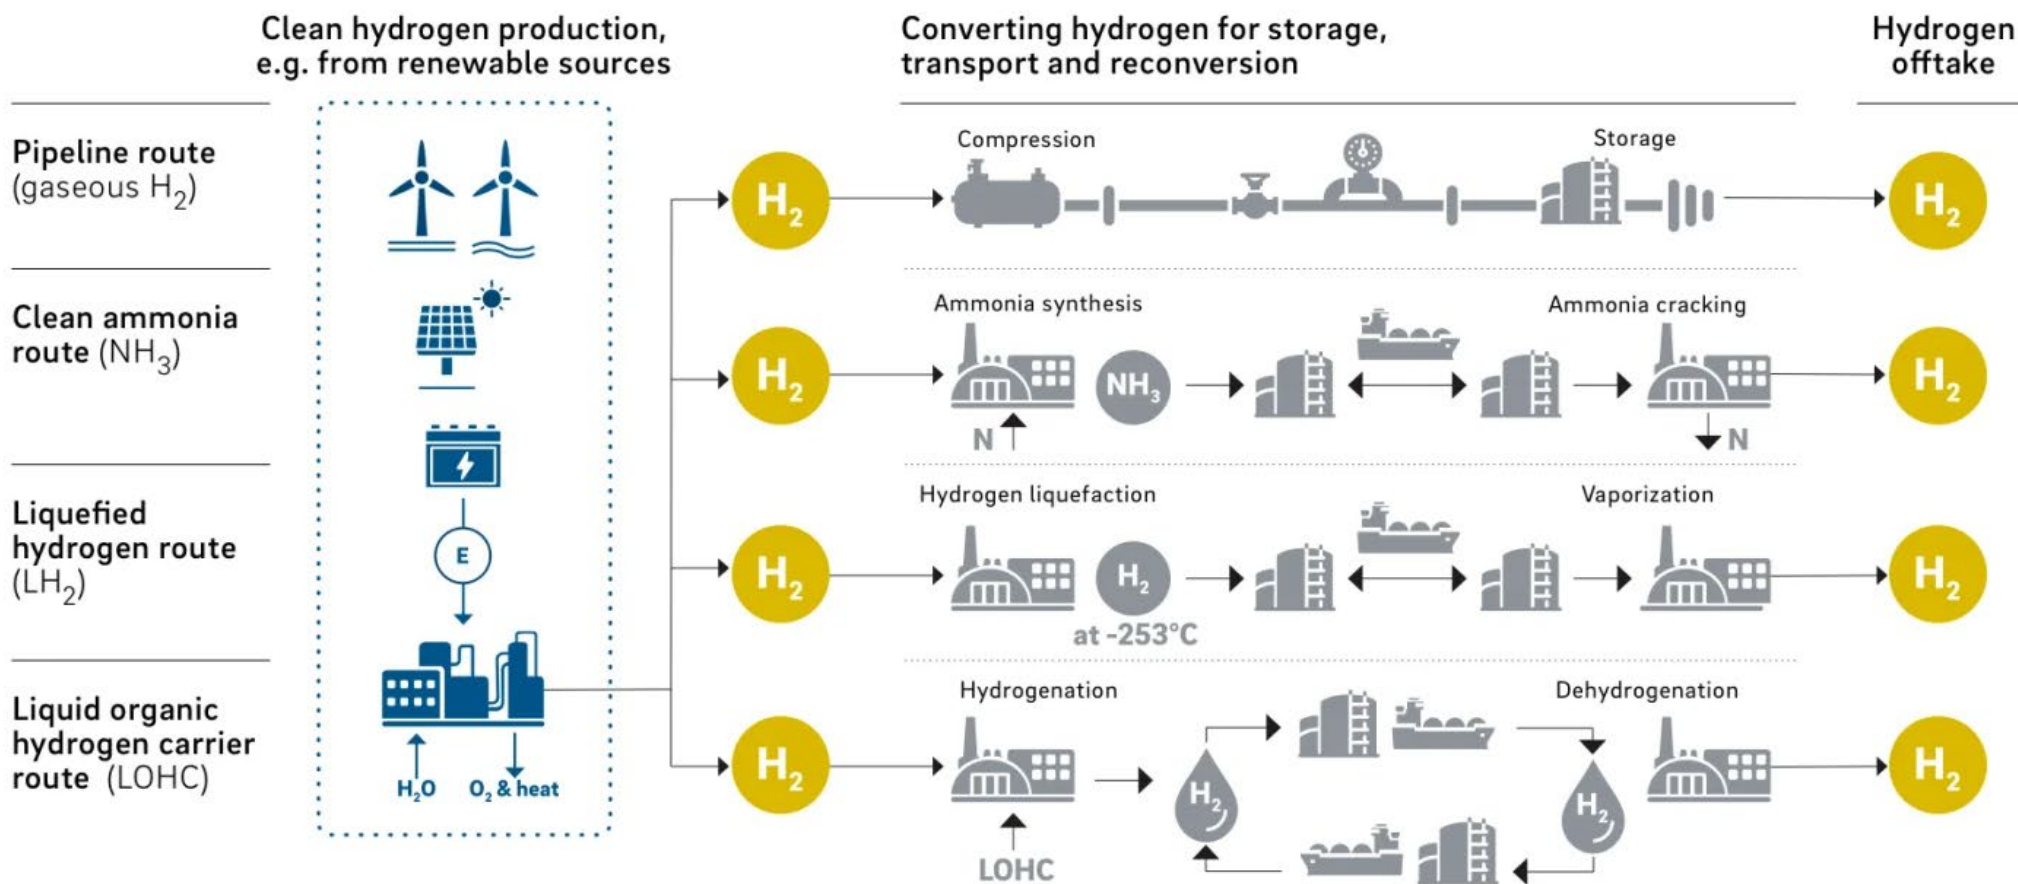 Clean hydrogen production,
e.g. from renewable sources
Converting hydrogen for storage,
transport and reconversion
Hydrogen
offtake
Pipeline route
(gaseous H₂)
H₂
Compression
Storage
H₂
Clean ammonia
route (NH₃)
H₂
Ammonia synthesis
NH₃
N
Ammonia cracking
N
H₂
Liquefied
hydrogen route
(LH₂)
E
H₂
Hydrogen liquefaction
H₂
at -253°C
Vaporization
H₂
Liquid organic
hydrogen carrier
route (LOHC)
H₂O
O₂ & heat
H₂
Hydrogenation
LOHC
H₂
Dehydrogenation
H₂
H₂